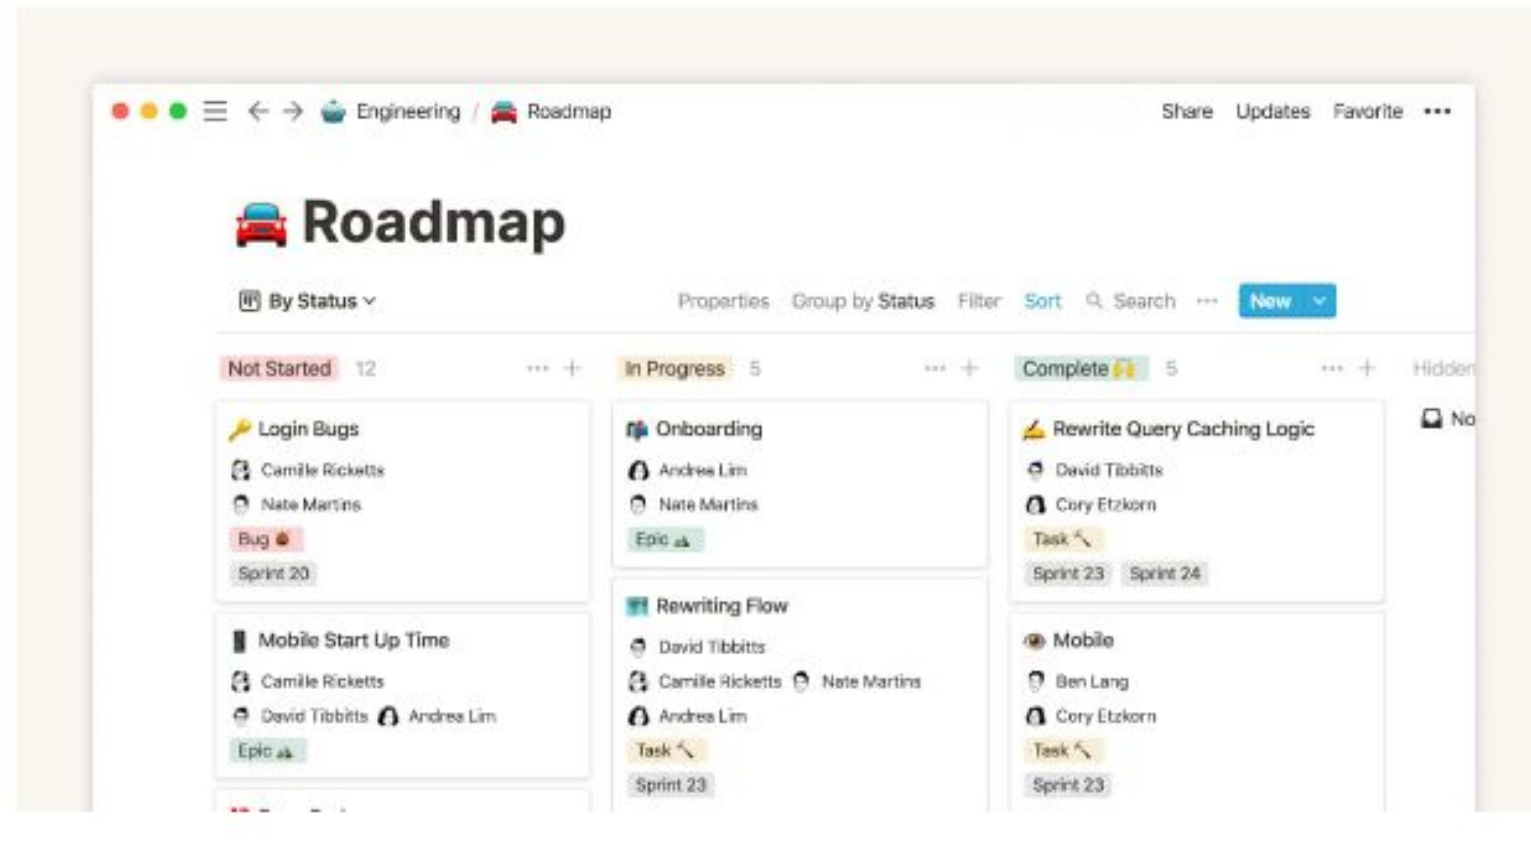 Engineering / Roadmap Share Updates Favorite
Roadmap
By Status Properties Group by Status Filter Sort Search New
Not Started 12 In Progress 5 Complete 5 Hidden
Login Bugs
Camille Ricketts
Nate Martins
Bug
Sprint 20
Mobile Start Up Time
Camille Ricketts
David Tibbitts Andrea Lim
Epic
Onboarding
Andrea Lim
Nate Martins
Epic
Rewriting Flow
David Tibbitts
Camille Ricketts Nate Martins
Andrea Lim
Task
Sprint 23
Rewrite Query Caching Logic
David Tibbitts
Cory Etzkorn
Task
Sprint 23 Sprint 24
Mobile
Ben Lang
Cory Etzkorn
Task
Sprint 23
No